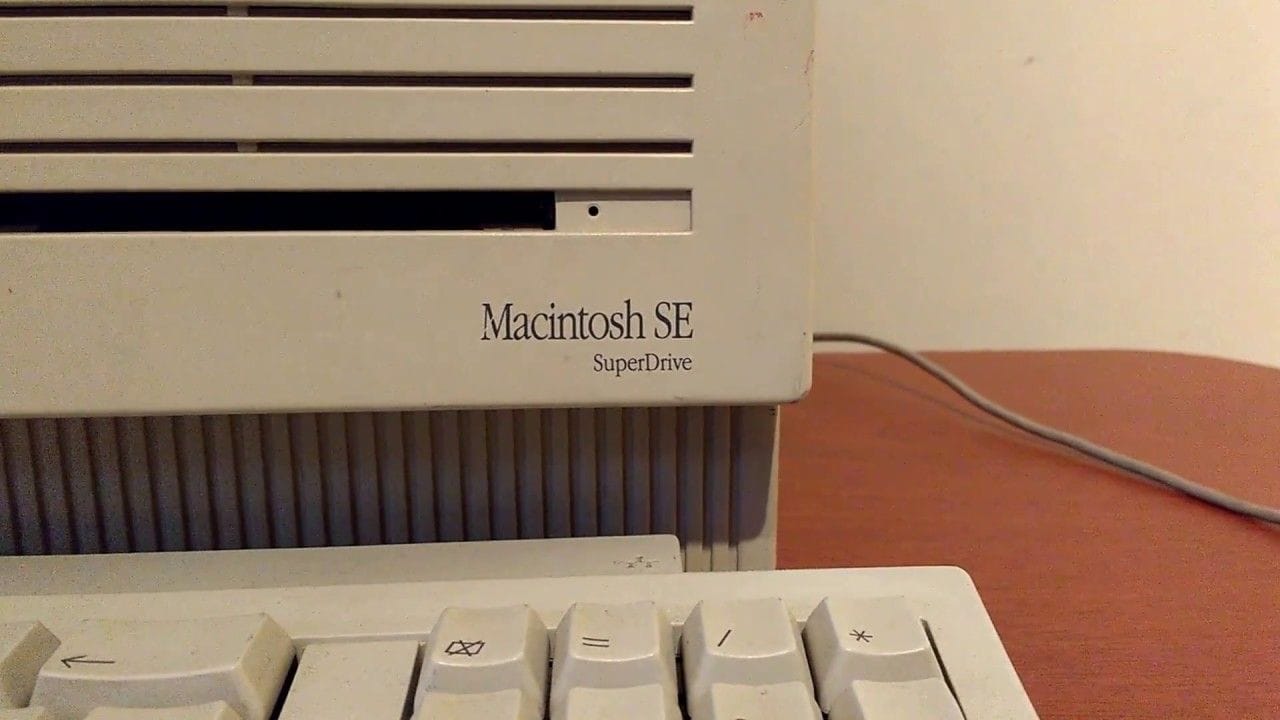 Macintosh SE
SuperDrive
← ⌧ = / *